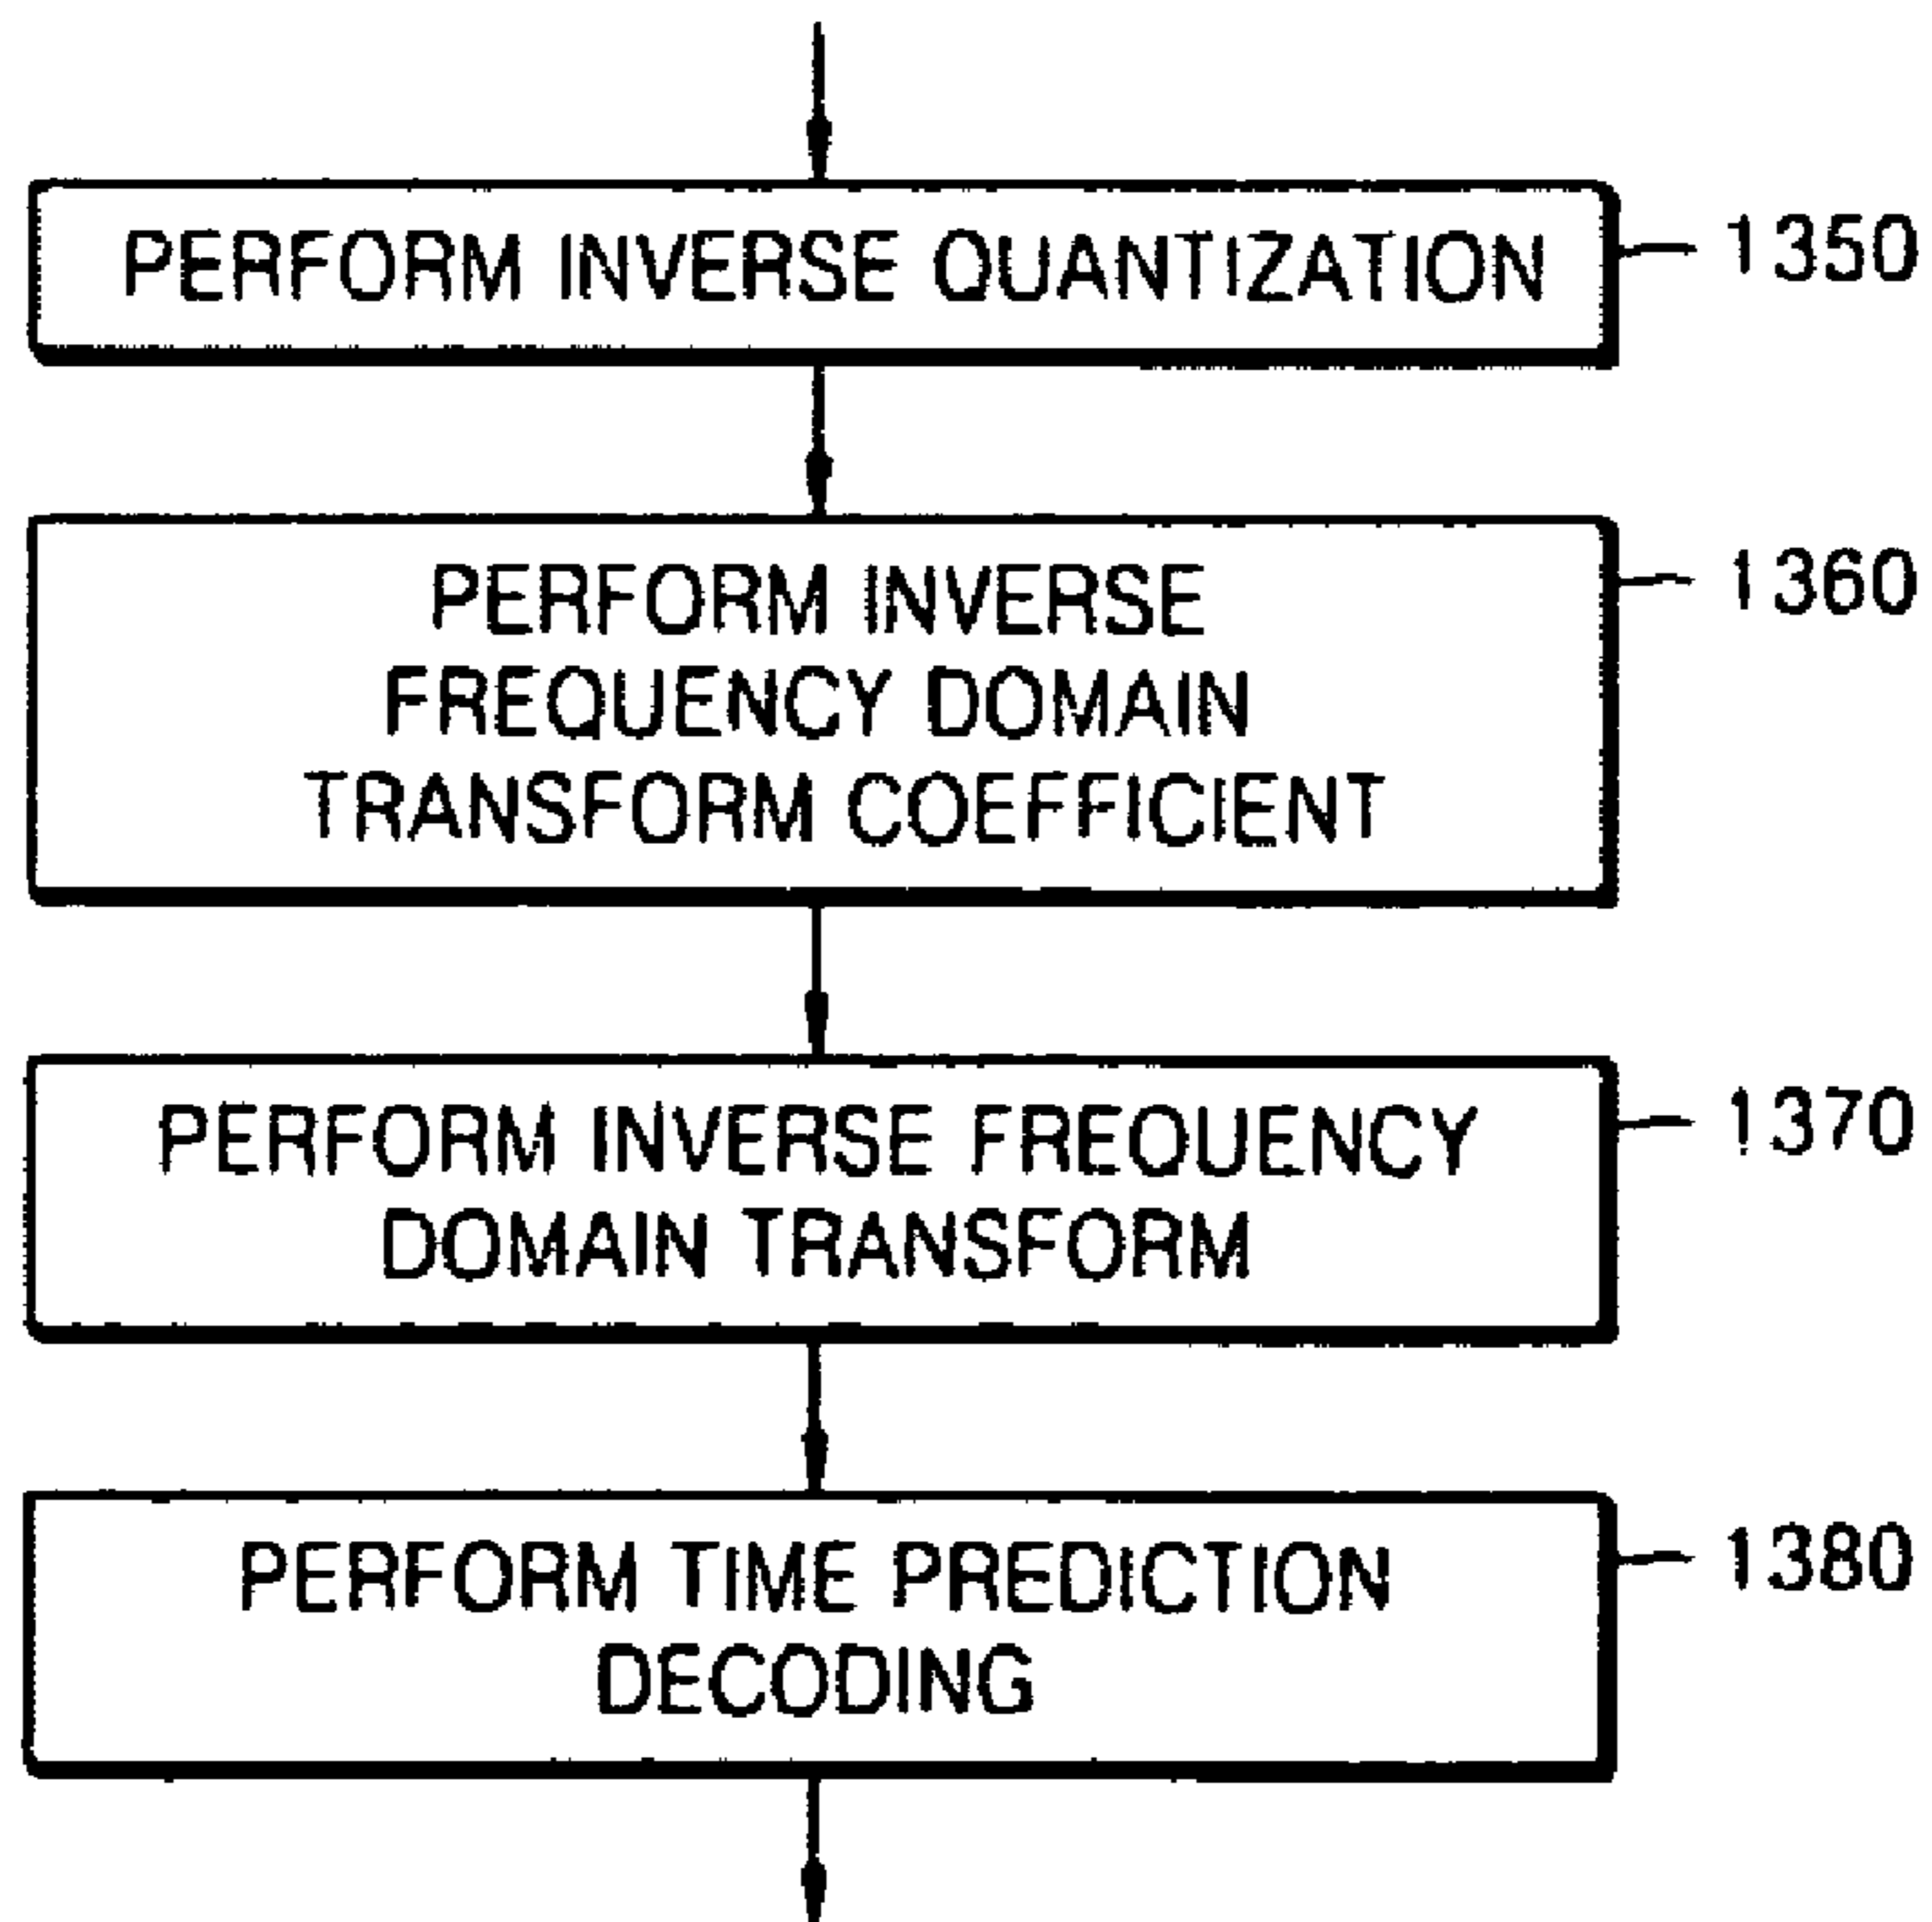 PERFORM INVERSE QUANTIZATION 1350
PERFORM INVERSE 1360
FREQUENCY DOMAIN
TRANSFORM COEFFICIENT
PERFORM INVERSE FREQUENCY 1370
DOMAIN TRANSFORM
PERFORM TIME PREDICTION 1380
DECODING